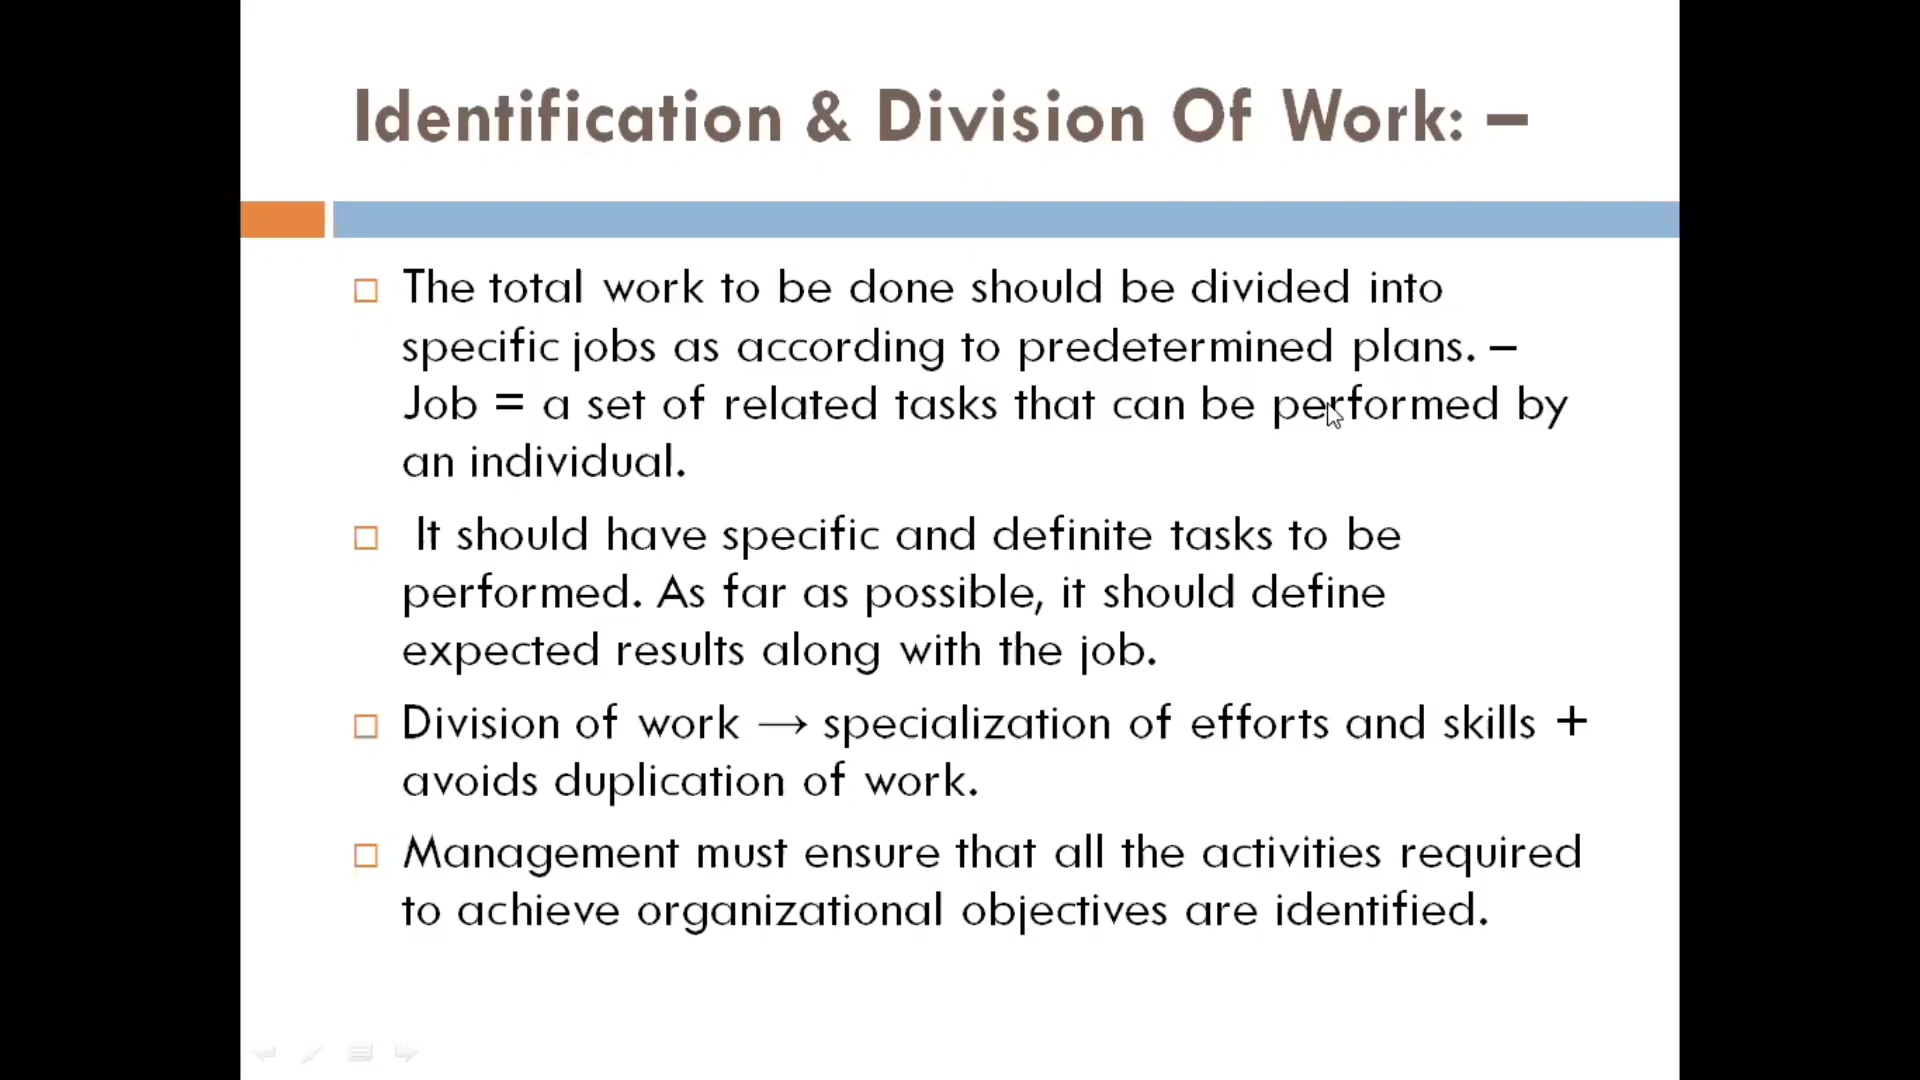 Identification & Division Of Work: –
The total work to be done should be divided into
specific jobs as according to predetermined plans. –
Job = a set of related tasks that can be performed by
an individual.
It should have specific and definite tasks to be
performed. As far as possible, it should define
expected results along with the job.
Division of work → specialization of efforts and skills +
avoids duplication of work.
Management must ensure that all the activities required
to achieve organizational objectives are identified.